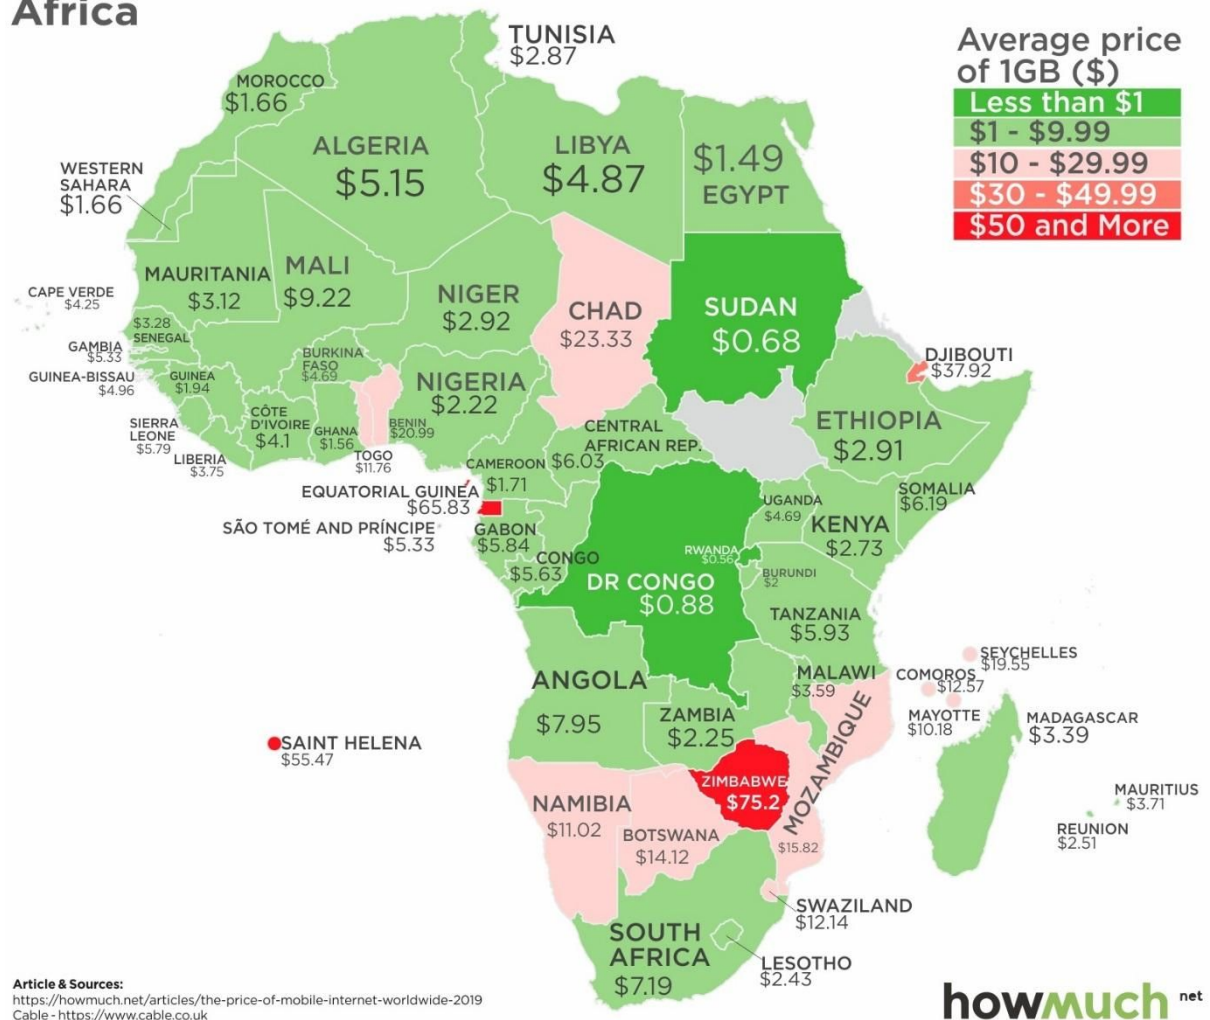 Africa
TUNISIA
$2.87
Average price
of 1GB ($)
Less than $1
$1 - $9.99
$10 - $29.99
$30 - $49.99
$50 and More
MOROCCO
$1.66
ALGERIA
$5.15
LIBYA
$4.87
$1.49
EGYPT
WESTERN
SAHARA
$1.66
MAURITANIA
$3.12
MALI
$9.22
NIGER
$2.92
CHAD
$23.33
SUDAN
$0.68
CAPE VERDE
$4.25
$3.28
SENEGAL
GAMBIA
$5.33
GUINEA-BISSAU
$4.96
GUINEA
$1.94
BURKINA
FASO
$4.69
NIGERIA
$2.22
DJIBOUTI
$37.92
ETHIOPIA
$2.91
SIERRA
LEONE
$5.79
LIBERIA
$3.75
CÔTE
D'IVOIRE
$4.1
GHANA
$1.56
TOGO
$11.76
BENIN
$20.99
CENTRAL
AFRICAN REP.
$6.03
CAMEROON
$1.71
EQUATORIAL GUINEA
$65.83
SÃO TOMÉ AND PRÍNCIPE
$5.33
GABON
$5.84
CONGO
$5.63
UGANDA
$4.69
KENYA
$2.73
SOMALIA
$6.19
RWANDA
$0.56
BURUNDI
$2
DR CONGO
$0.88
TANZANIA
$5.93
SEYCHELLES
$19.55
COMOROS
$12.57
MAYOTTE
$10.18
MALAWI
$3.59
ANGOLA
$7.95
ZAMBIA
$2.25
MADAGASCAR
$3.39
SAINT HELENA
$55.47
ZIMBABWE
$75.2
MOZAMBIQUE
$15.82
NAMIBIA
$11.02
BOTSWANA
$14.12
MAURITIUS
$3.71
REUNION
$2.51
SWAZILAND
$12.14
SOUTH
AFRICA
$7.19
LESOTHO
$2.43
Article & Sources:
https://howmuch.net/articles/the-price-of-mobile-internet-worldwide-2019
Cable - https://www.cable.co.uk
howmuch net